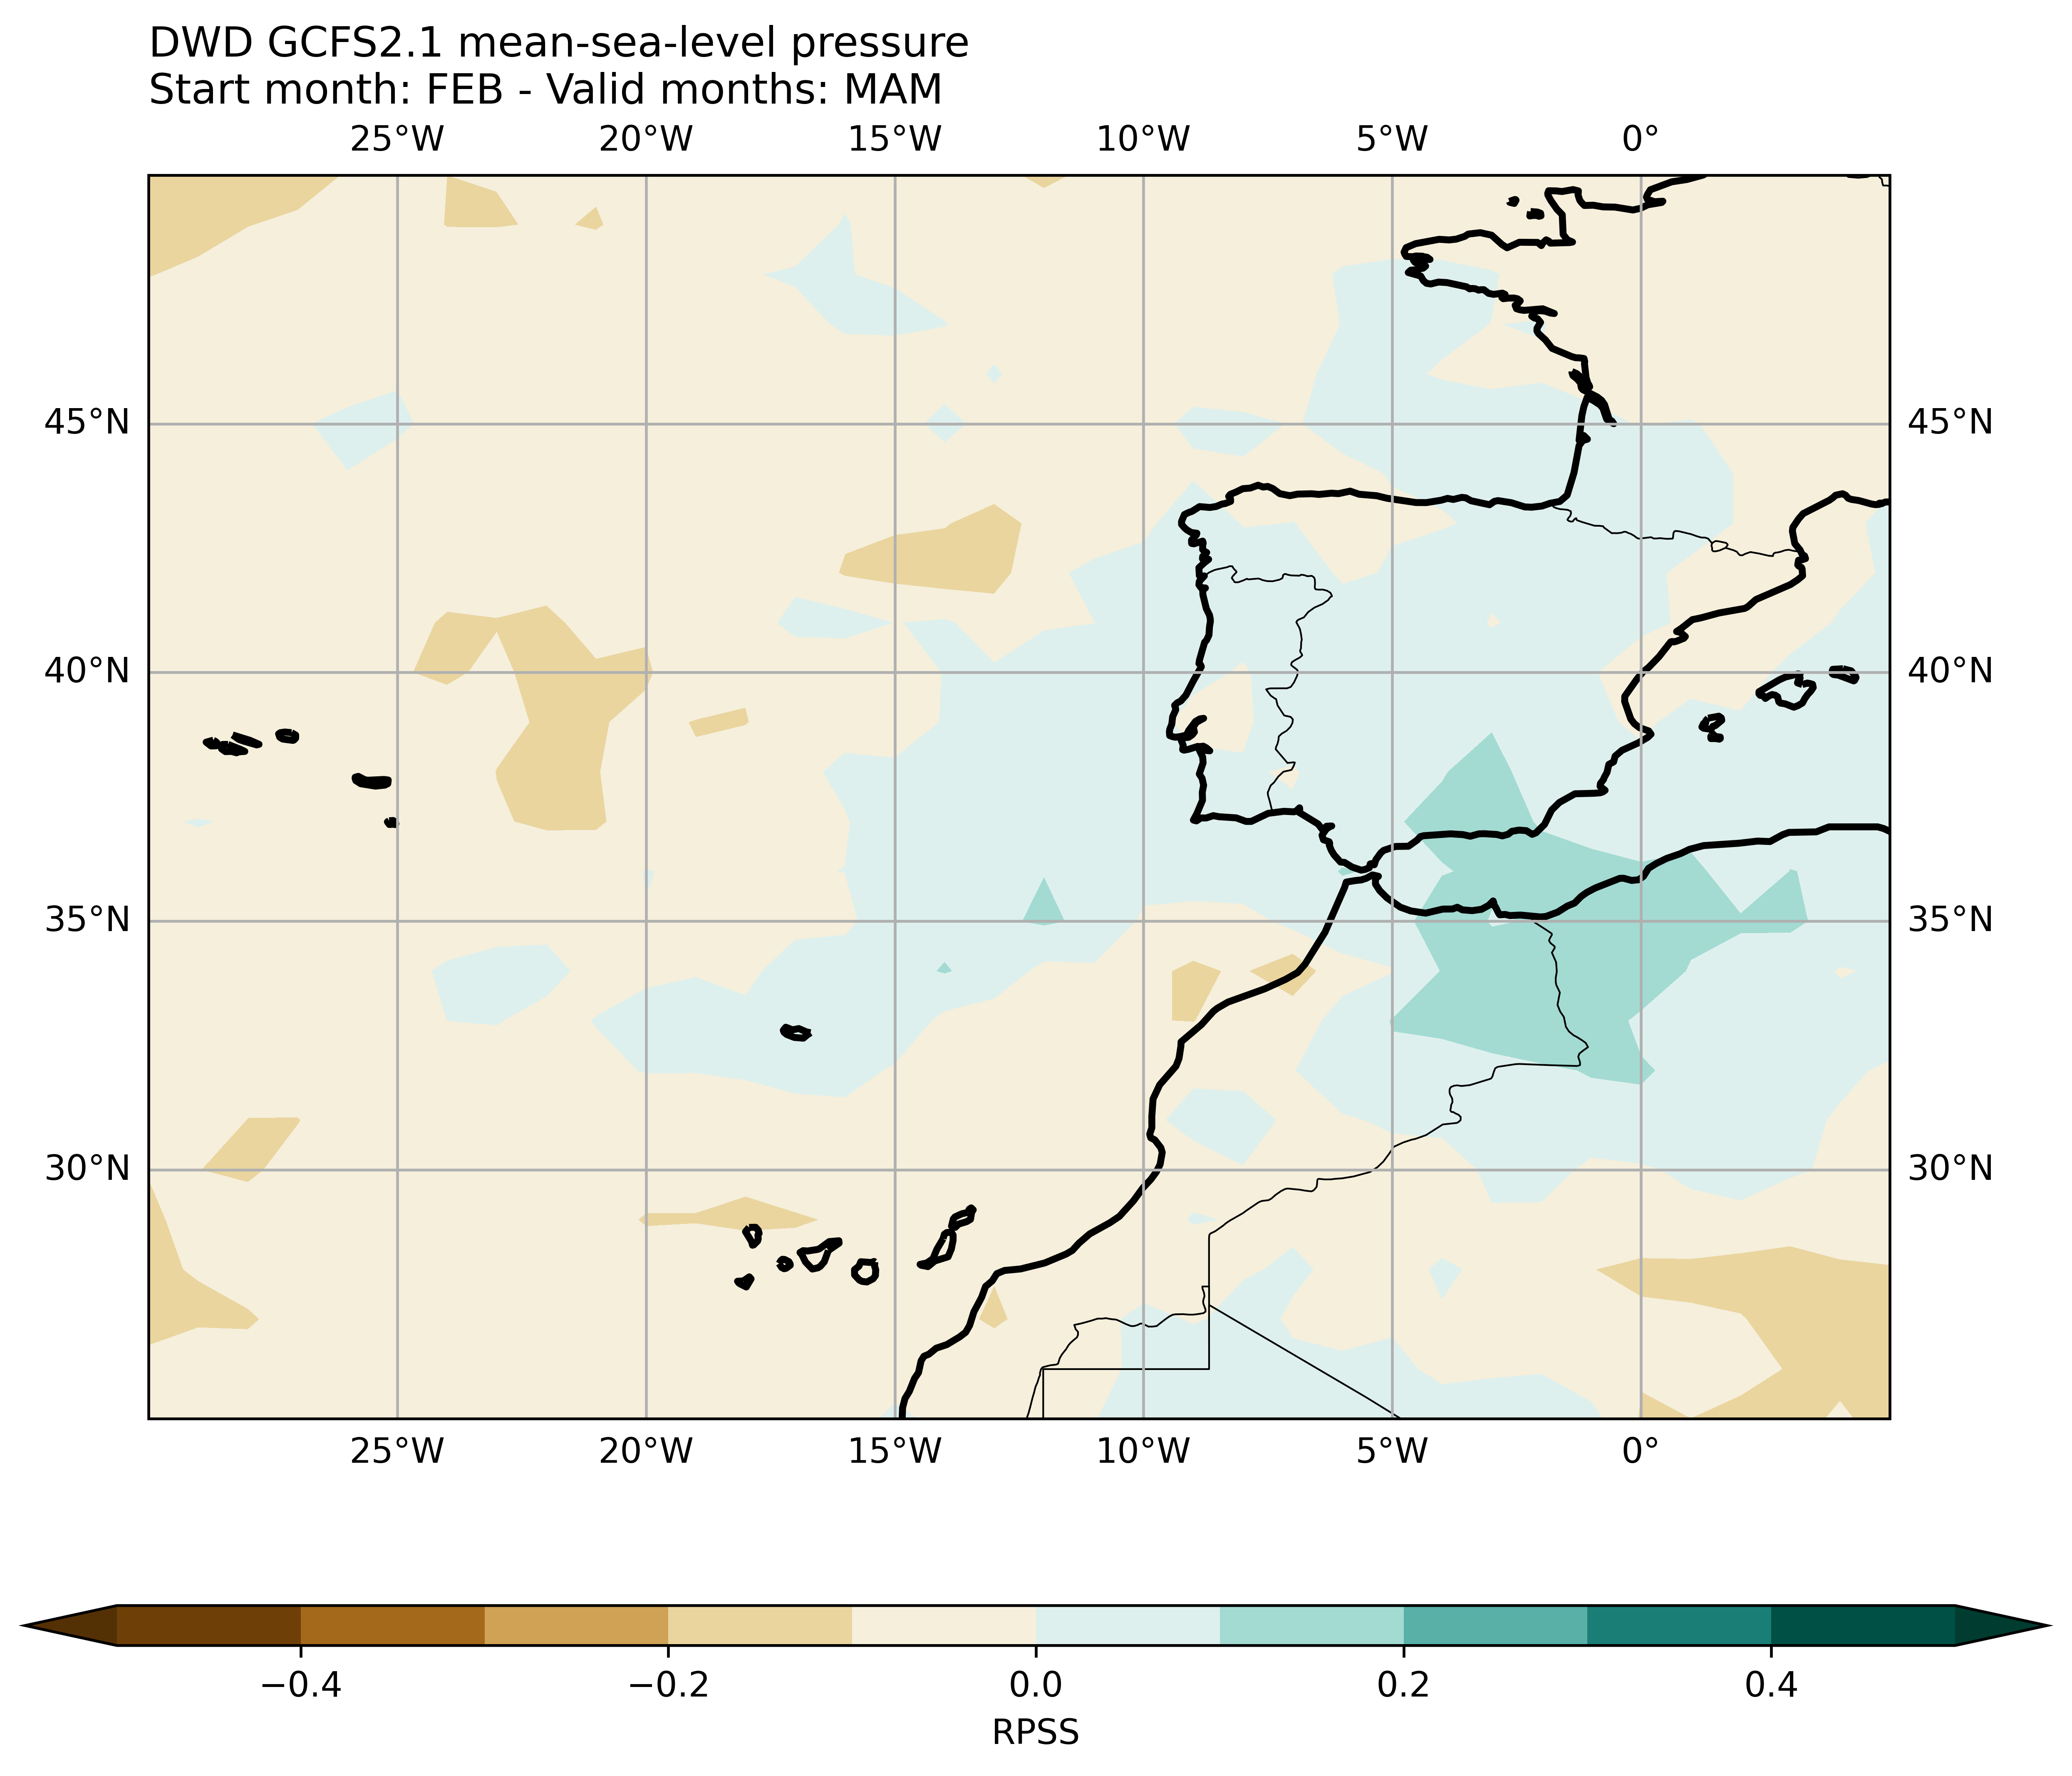 DWD GCFS2.1 mean-sea-level pressure
Start month: FEB - Valid months: MAM
25°W 20°W 15°W 10°W 5°W 0°
45°N 45°N
40°N 40°N
35°N 35°N
30°N 30°N
25°W 20°W 15°W 10°W 5°W 0°
−0.4 −0.2 0.0 0.2 0.4
RPSS